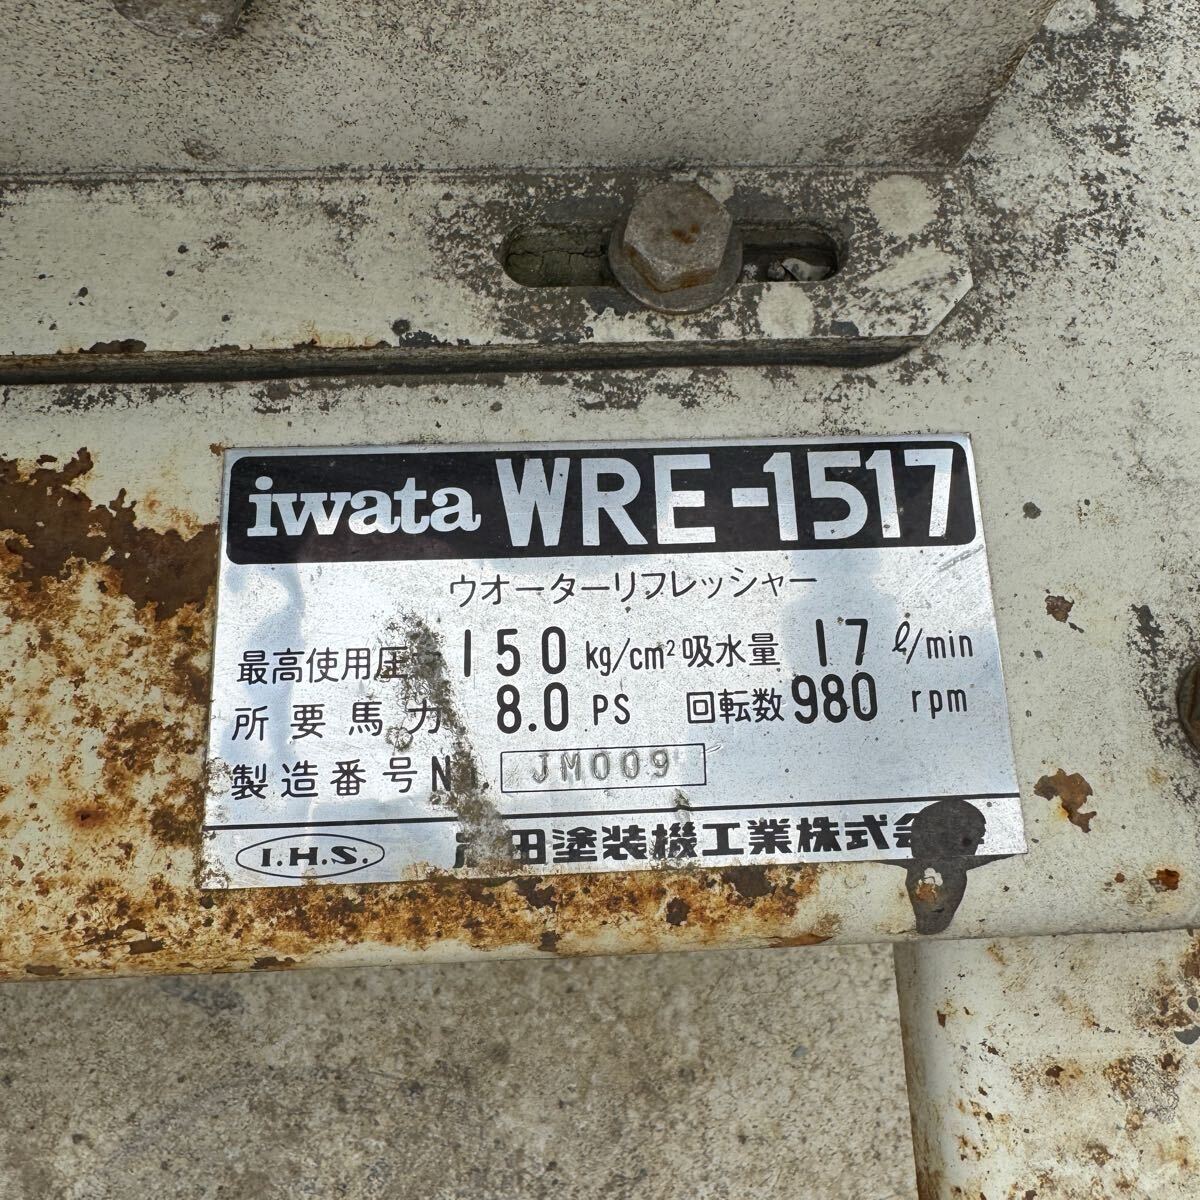 iwata WRE-1517
ウオーターリフレッシャー
最高使用圧 150 kg/cm² 吸水量 17 ℓ/min
所要馬力 8.0 PS 回転数 980 rpm
製造番号 N JM009
I.H.S. 田塗装機工業株式会